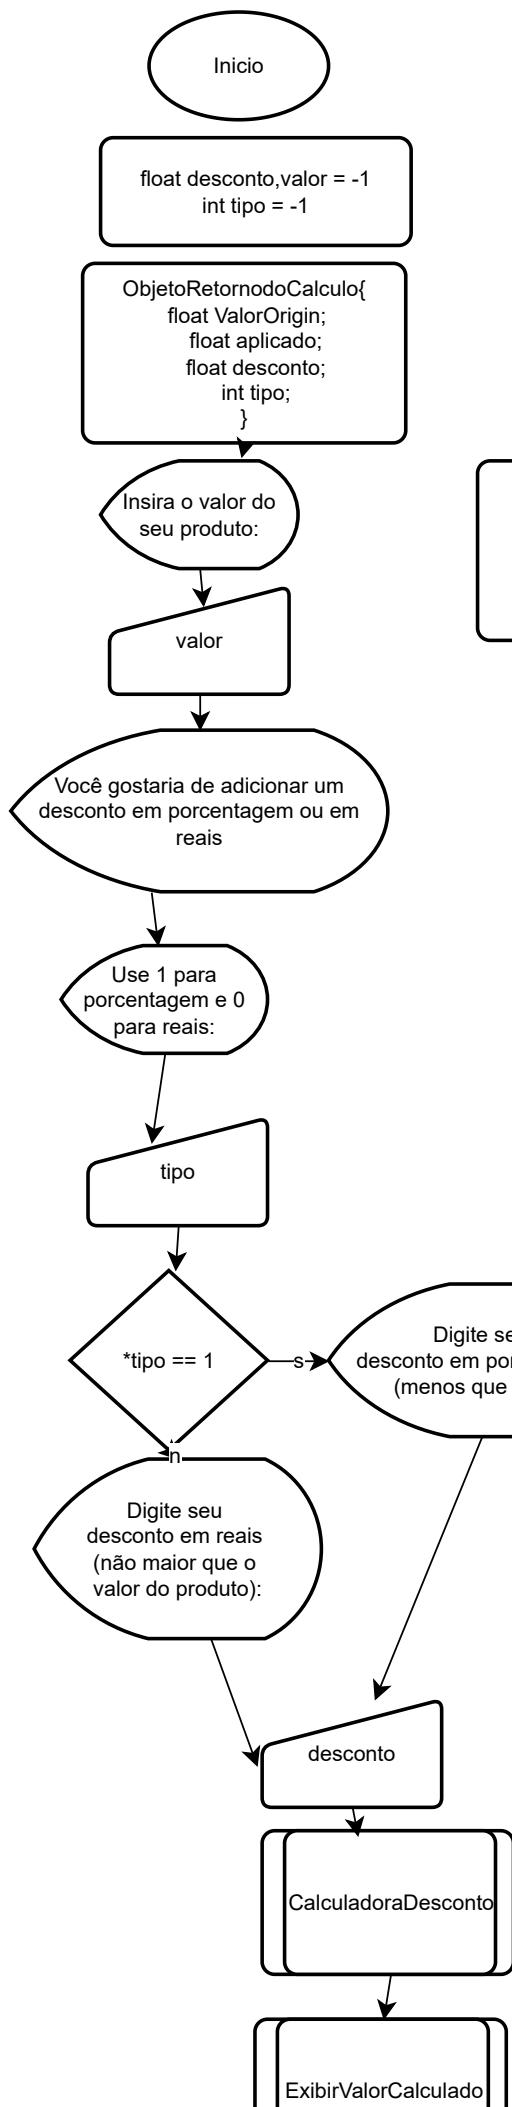 Inicio
float desconto,valor = -1
int tipo = -1
ObjetoRetornodoCalculo{
float ValorOrigin;
float aplicado;
float desconto;
int tipo;
}
Insira o valor do
seu produto:
valor
Você gostaria de adicionar um
desconto em porcentagem ou em
reais
Use 1 para
porcentagem e 0
para reais:
tipo
*tipo == 1
s
Digite
desconto em
(menos que
n
Digite seu
desconto em reais
(não maior que o
valor do produto):
desconto
CalculadoraDesconto
ExibirValorCalculado